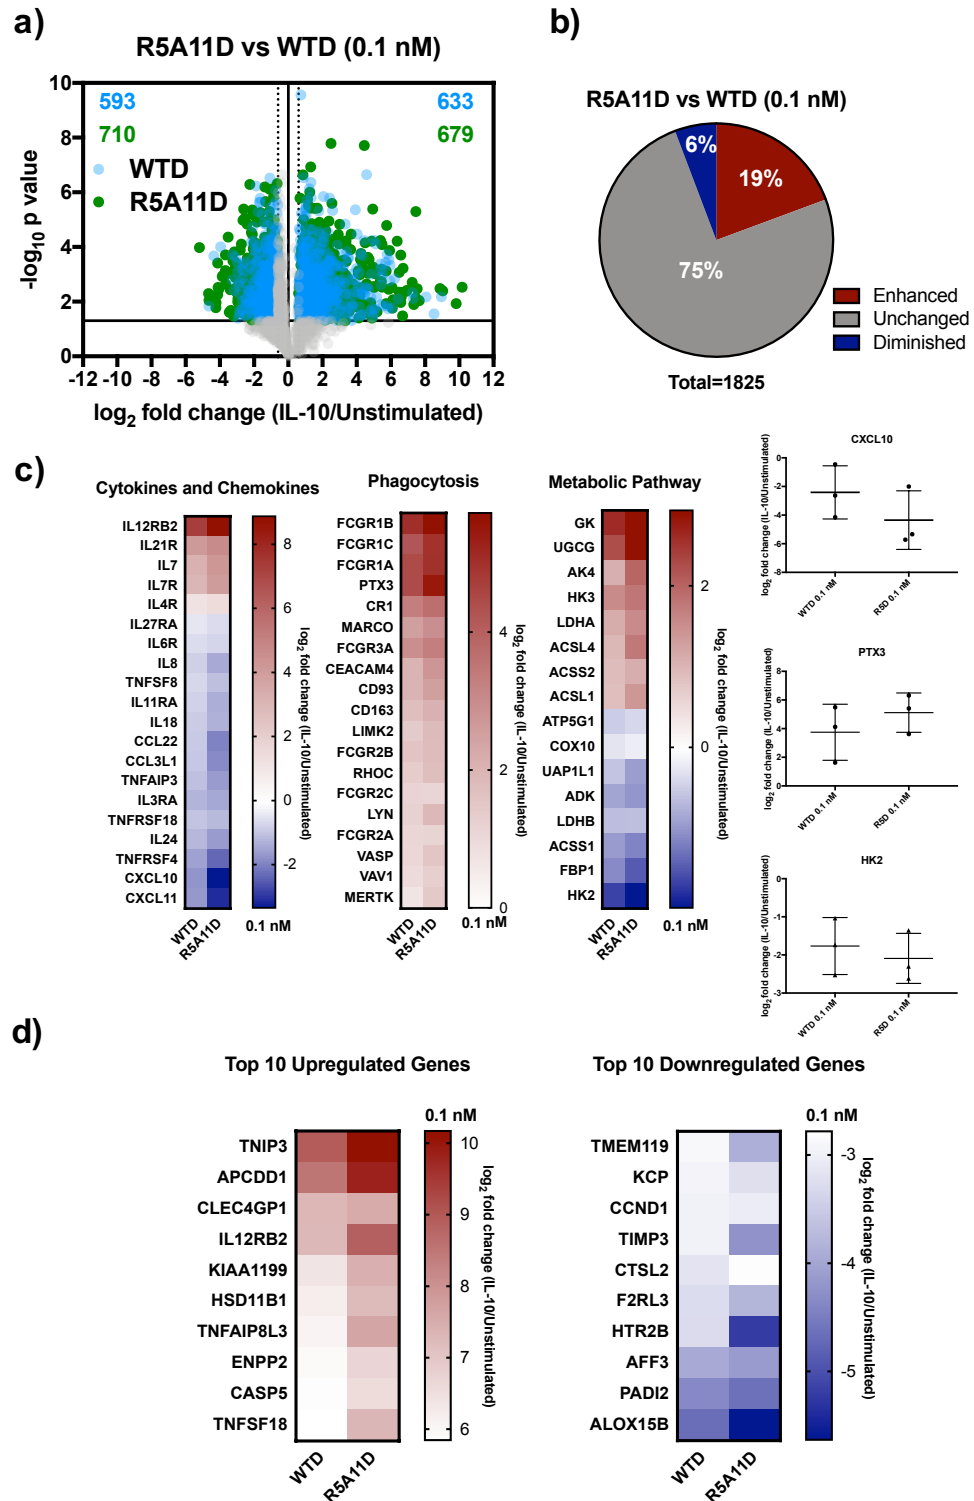 a)
R5A11D vs WTD (0.1 nM)
10
8
6
4
2
0
-log10 p value
593
633
710
679
WTD
R5A11D
-12 -10 -8 -6 -4 -2 0 2 4 6 8 10 12
log2 fold change (IL-10/Unstimulated)
b)
R5A11D vs WTD (0.1 nM)
6%
19%
75%
Enhanced
Unchanged
Diminished
Total=1825
c)
Cytokines and Chemokines
IL12RB2
IL21R
IL7
IL7R
IL4R
IL27RA
IL6R
IL8
TNFSF8
IL11RA
IL18
CCL22
CCL3L1
TNFAIP3
IL3RA
TNFRSF18
IL24
TNFRSF4
CXCL10
CXCL11
WTD
R5A11D
8
6
4
2
0
-2
0.1 nM
log2 fold change (IL-10/Unstimulated)
Phagocytosis
FCGR1B
FCGR1C
FCGR1A
PTX3
CR1
MARCO
FCGR3A
CEACAM4
CD93
CD163
LIMK2
FCGR2B
RHOC
FCGR2C
LYN
FCGR2A
VASP
VAV1
MERTK
WTD
R5A11D
4
2
0
0.1 nM
log2 fold change (IL-10/Unstimulated)
Metabolic Pathway
GK
UGCG
AK4
HK3
LDHA
ACSL4
ACSS2
ACSL1
ATP5G1
COX10
UAP1L1
ADK
LDHB
ACSS1
FBP1
HK2
WTD
R5A11D
2
0
0.1 nM
log2 fold change (IL-10/Unstimulated)
CXCL10
0
-2
-4
-6
-8
log2 fold change (IL-10/Unstimulated)
WTD 0.1 nM
R5D 0.1 nM
PTX3
8
6
4
2
0
log2 fold change (IL-10/Unstimulated)
WTD 0.1 nM
R5D 0.1 nM
HK2
0
-1
-2
-3
log2 fold change (IL-10/Unstimulated)
WTD 0.1 nM
R5D 0.1 nM
d)
Top 10 Upregulated Genes
0.1 nM
TNIP3
APCDD1
CLEC4GP1
IL12RB2
KIAA1199
HSD11B1
TNFAIP8L3
ENPP2
CASP5
TNFSF18
WTD
R5A11D
10
9
8
7
6
log2 fold change (IL-10/Unstimulated)
Top 10 Downregulated Genes
0.1 nM
TMEM119
KCP
CCND1
TIMP3
CTSL2
F2RL3
HTR2B
AFF3
PADI2
ALOX15B
WTD
R5A11D
-3
-4
-5
log2 fold change (IL-10/Unstimulated)